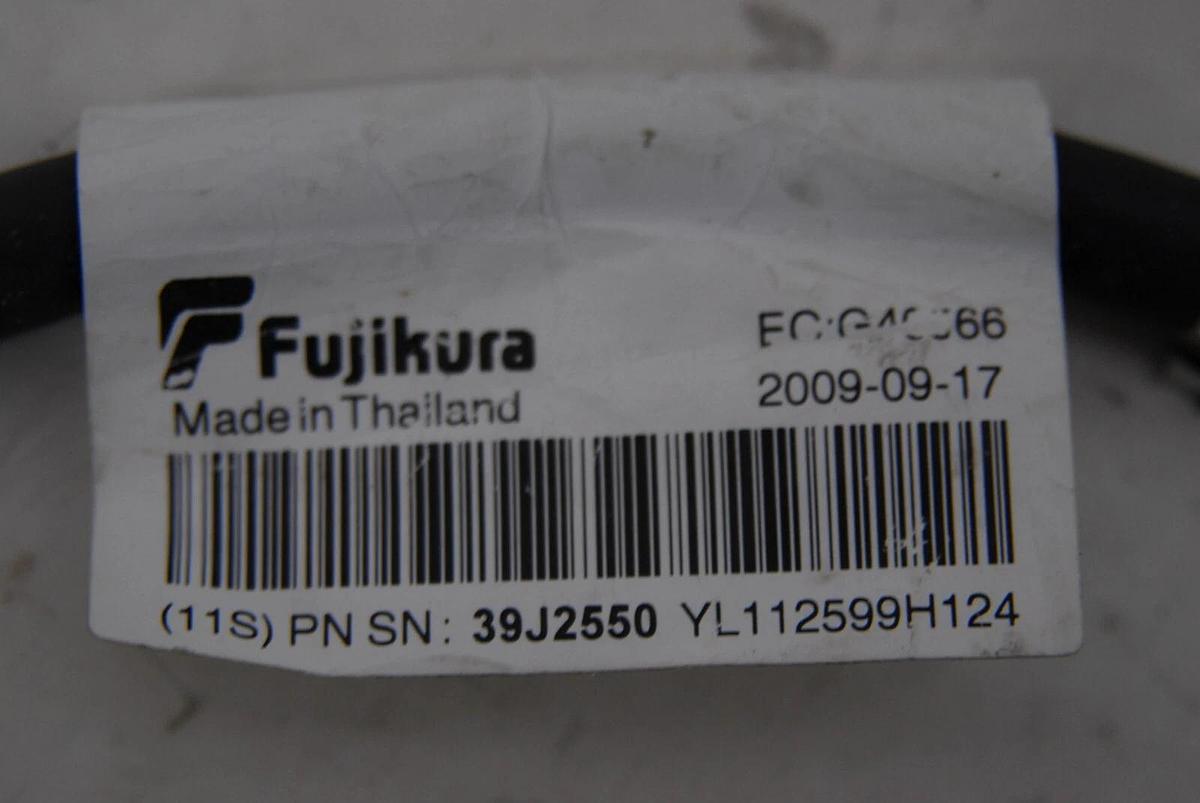 Fujikura
Made in Thailand
2009-09-17
(11S) PN SN: 39J2550 YL112599H124